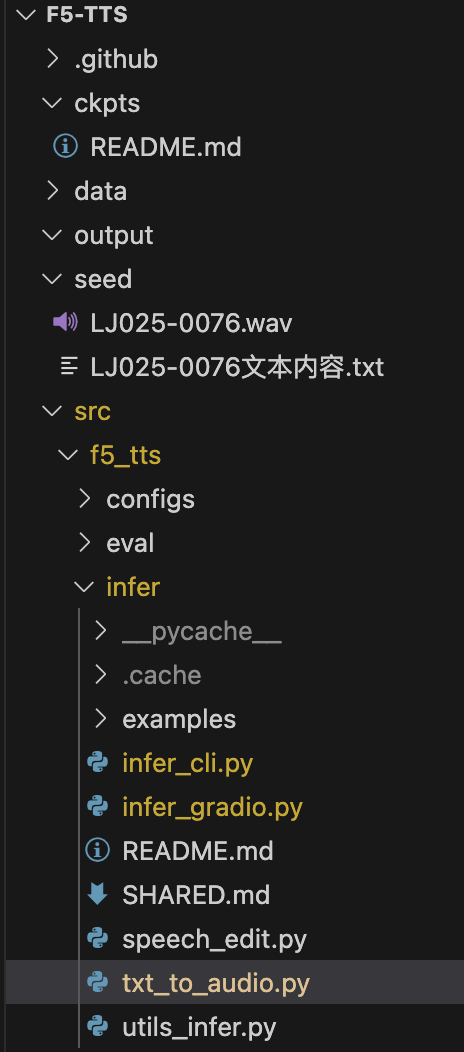 F5-TTS
.github
ckpts
README.md
data
output
seed
LJ025-0076.wav
LJ025-0076文本内容.txt
src
f5_tts
configs
eval
infer
__pycache__
.cache
examples
infer_cli.py
infer_gradio.py
README.md
SHARED.md
speech_edit.py
txt_to_audio.py
utils_infer.py